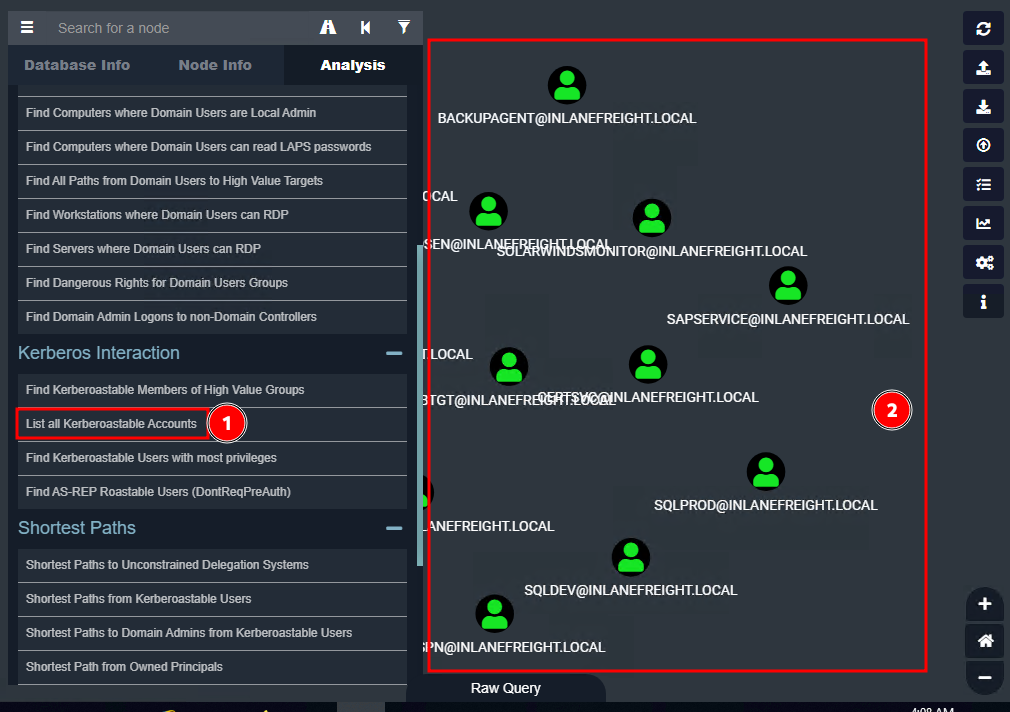 Search for a node
Database Info
Node Info
Analysis
Find Computers where Domain Users are Local Admin
Find Computers where Domain Users can read LAPS passwords
Find All Paths from Domain Users to High Value Targets
Find Workstations where Domain Users can RDP
Find Servers where Domain Users can RDP
Find Dangerous Rights for Domain Users Groups
Find Domain Admin Logons to non-Domain Controllers
Kerberos Interaction
Find Kerberoastable Members of High Value Groups
List all Kerberoastable Accounts
1
Find Kerberoastable Users with most privileges
Find AS-REP Roastable Users (DontReqPreAuth)
Shortest Paths
Shortest Paths to Unconstrained Delegation Systems
Shortest Paths from Kerberoastable Users
Shortest Paths to Domain Admins from Kerberoastable Users
Shortest Path from Owned Principals
BACKUPAGENT@INLANEFREIGHT.LOCAL
OCAL
SEN@INLANEFREIGHT.LOCAL
SOLARWINDSMONITOR@INLANEFREIGHT.LOCAL
SAPSERVICE@INLANEFREIGHT.LOCAL
T.LOCAL
BTGT@INLANEFREIGHT.LOCAL
CERTSVC@INLANEFREIGHT.LOCAL
2
SQLPROD@INLANEFREIGHT.LOCAL
LANEFREIGHT.LOCAL
SQLDEV@INLANEFREIGHT.LOCAL
SPN@INLANEFREIGHT.LOCAL
Raw Query
4:08 AM